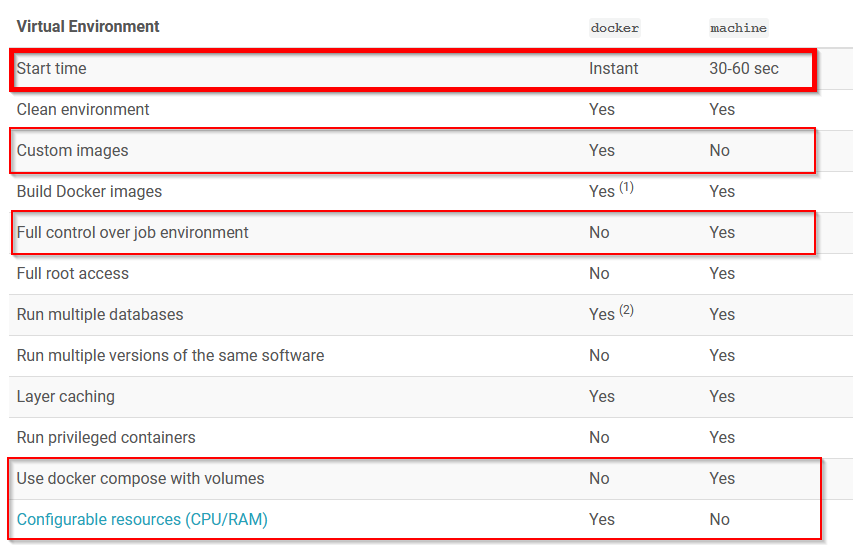 Virtual Environment docker machine
Start time Instant 30-60 sec
Clean environment Yes Yes
Custom images Yes No
Build Docker images Yes (1) Yes
Full control over job environment No Yes
Full root access No Yes
Run multiple databases Yes (2) Yes
Run multiple versions of the same software No Yes
Layer caching Yes Yes
Run privileged containers No Yes
Use docker compose with volumes No Yes
Configurable resources (CPU/RAM) Yes No